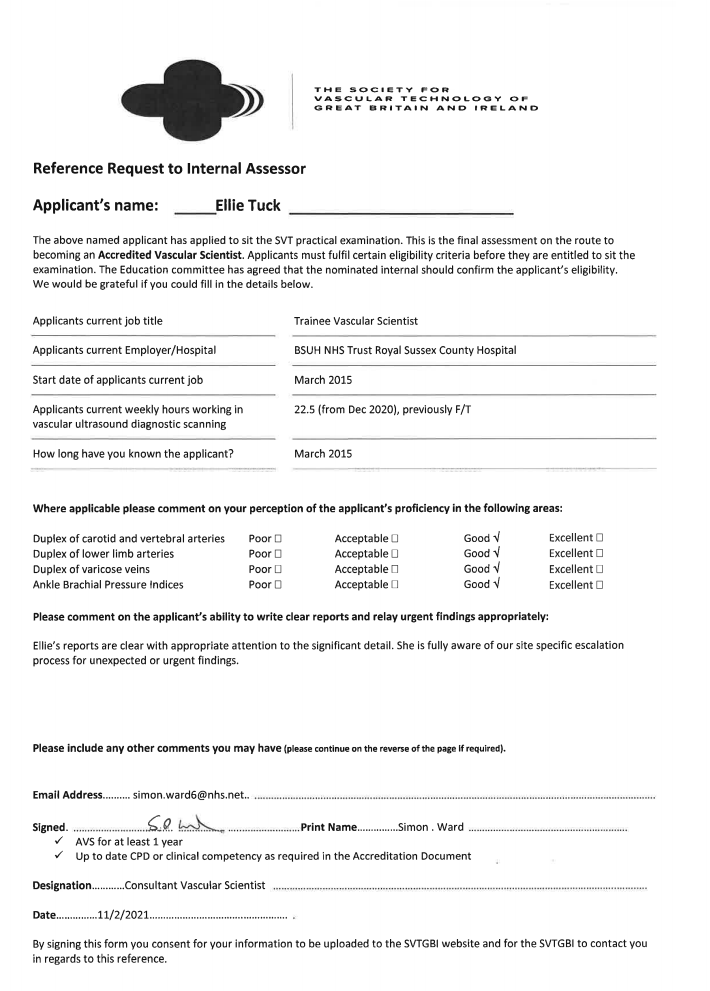 THE SOCIETY FOR
VASCULAR TECHNOLOGY OF
GREAT BRITAIN AND IRELAND
Reference Request to Internal Assessor
Applicant's name: _____Ellie Tuck ___________________________
The above named applicant has applied to sit the SVT practical examination. This is the final assessment on the route to
becoming an Accredited Vascular Scientist. Applicants must fulfil certain eligibility criteria before they are entitled to sit the
examination. The Education committee has agreed that the nominated internal should confirm the applicant's eligibility.
We would be grateful if you could fill in the details below.
Applicants current job title Trainee Vascular Scientist
Applicants current Employer/Hospital BSUH NHS Trust Royal Sussex County Hospital
Start date of applicants current job March 2015
Applicants current weekly hours working in 22.5 (from Dec 2020), previously F/T
vascular ultrasound diagnostic scanning
How long have you known the applicant? March 2015
Where applicable please comment on your perception of the applicant's proficiency in the following areas:
Duplex of carotid and vertebral arteries Poor □ Acceptable □ Good √ Excellent □
Duplex of lower limb arteries Poor □ Acceptable □ Good √ Excellent □
Duplex of varicose veins Poor □ Acceptable □ Good √ Excellent □
Ankle Brachial Pressure Indices Poor □ Acceptable □ Good √ Excellent □
Please comment on the applicant's ability to write clear reports and relay urgent findings appropriately:
Ellie's reports are clear with appropriate attention to the significant detail. She is fully aware of our site specific escalation
process for unexpected or urgent findings.
Please include any other comments you may have (please continue on the reverse of the page if required).
Email Address.......... simon.ward6@nhs.net.. ..........
Signed. .......... S.P. Ward ..........Print Name..............Simon . Ward ..........
✓ AVS for at least 1 year
✓ Up to date CPD or clinical competency as required in the Accreditation Document
Designation...........Consultant Vascular Scientist ..........
Date..............11/2/2021..........
By signing this form you consent for your information to be uploaded to the SVTGBI website and for the SVTGBI to contact you
in regards to this reference.